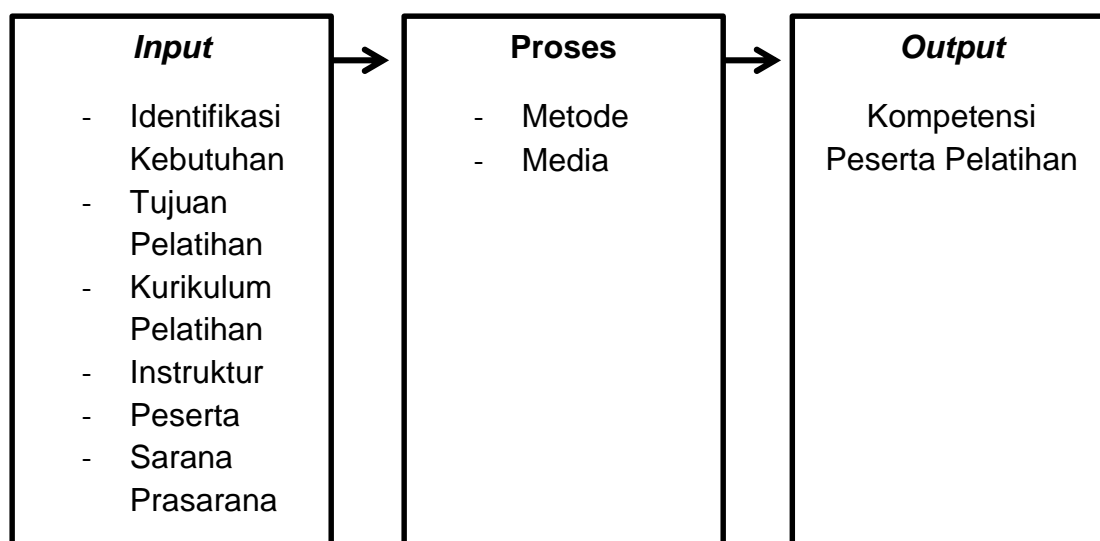 Input
- Identifikasi
Kebutuhan
- Tujuan
Pelatihan
- Kurikulum
Pelatihan
- Instruktur
- Peserta
- Sarana
Prasarana
Proses
- Metode
- Media
Output
Kompetensi
Peserta Pelatihan